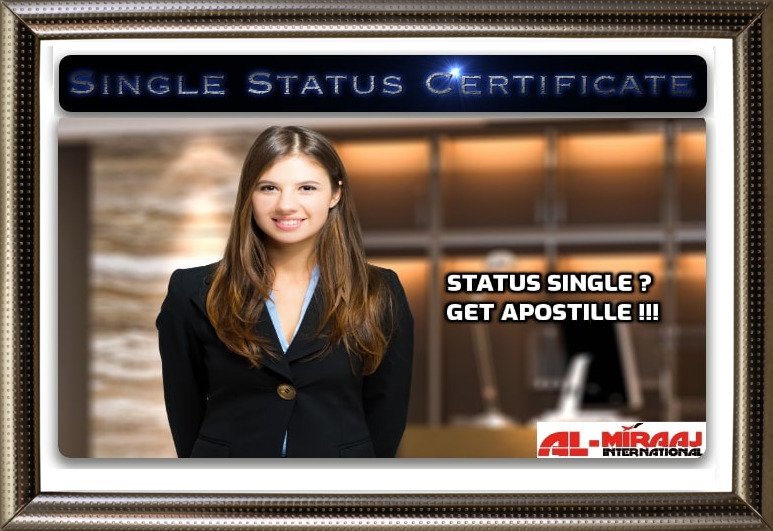 SINGLE STATUS CERTIFICATE
STATUS SINGLE ?
GET APOSTILLE !!!
AL-MIRAAJ
INTERNATIONAL